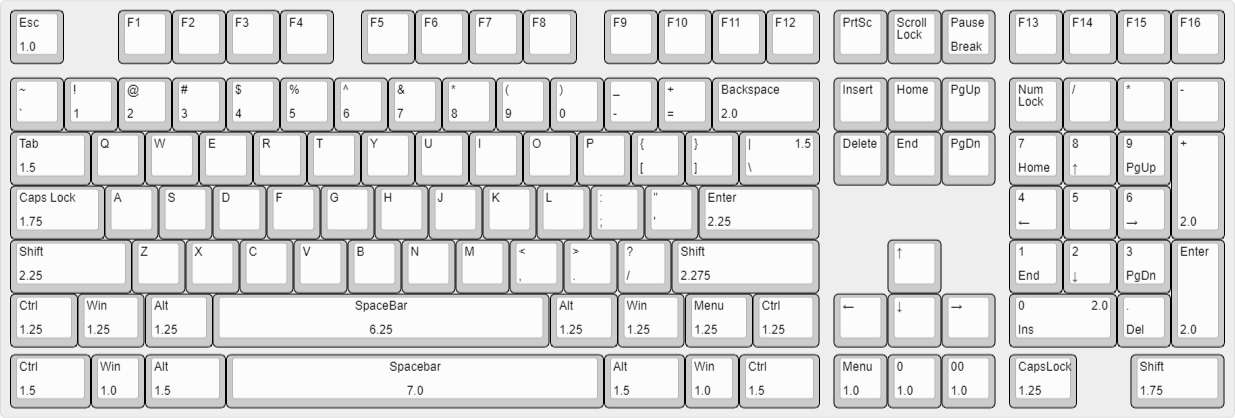 Esc F1 F2 F3 F4 F5 F6 F7 F8 F9 F10 F11 F12 PrtSc Scroll Lock Pause F13 F14 F15 F16
1.0 Break
~ ! @ # $ % ^ & * ( ) _ + Backspace Insert Home PgUp Num Lock / * -
` 1 2 3 4 5 6 7 8 9 0 - = 2.0
Tab Q W E R T Y U I O P { } | 1.5 Delete End PgDn 7 8 9 +
1.5 [ ] \ Home ↑ PgUp
Caps Lock A S D F G H J K L : " Enter 4 5 6
1.75 ; ' 2.25 ← → 2.0
Shift Z X C V B N M < > ? Shift ↑ 1 2 3 Enter
2.25 , . / 2.275 End ↓ PgDn
Ctrl Win Alt SpaceBar Alt Win Menu Ctrl ← ↓ → 0 2.0 .
1.25 1.25 1.25 6.25 1.25 1.25 1.25 1.25 Ins Del 2.0
Ctrl Win Alt Spacebar Alt Win Ctrl Menu 0 00 CapsLock Shift
1.5 1.0 1.5 7.0 1.5 1.0 1.5 1.0 1.0 1.0 1.25 1.75